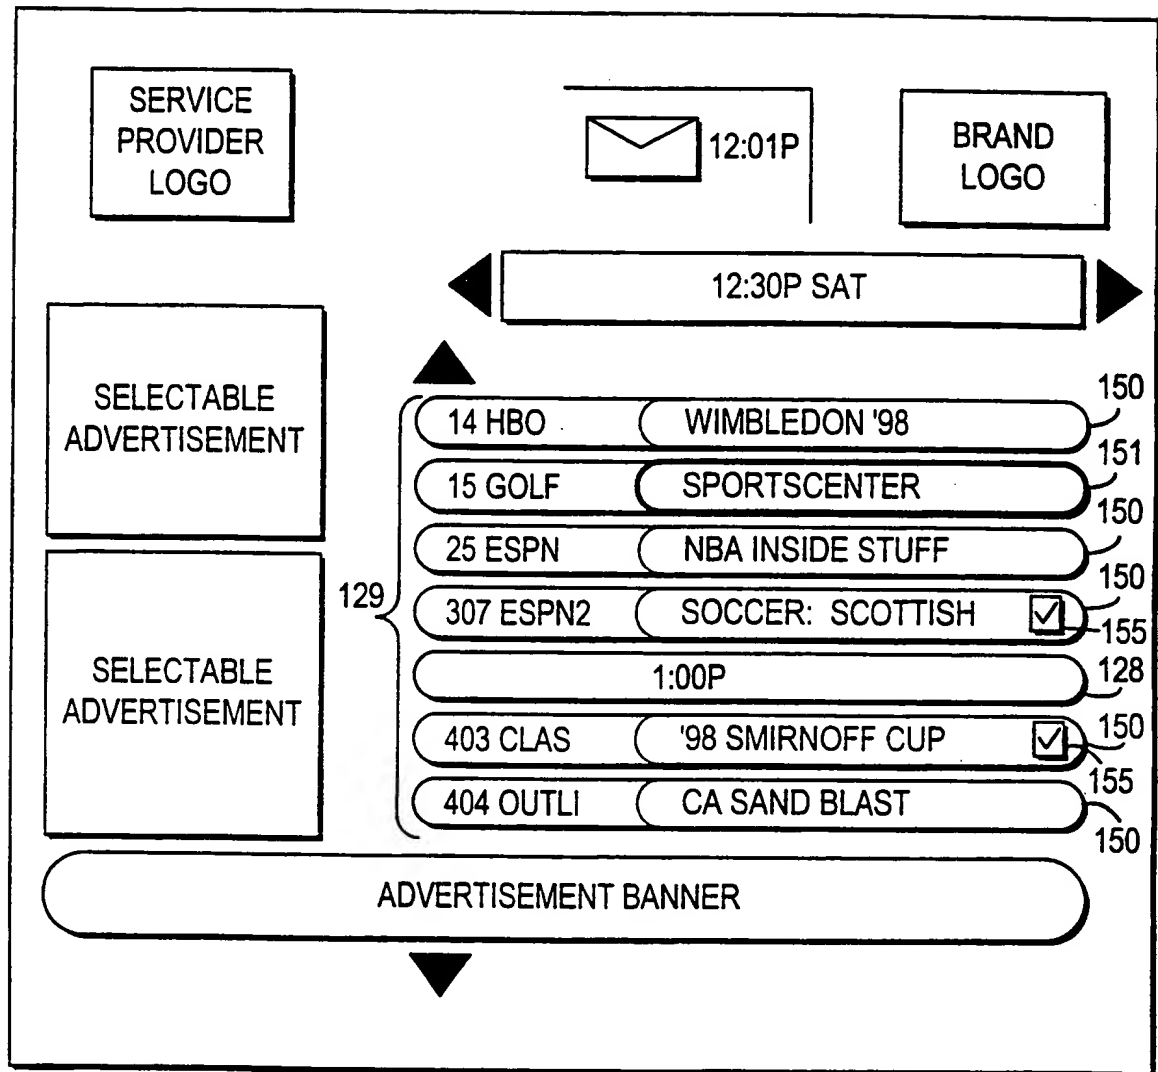 SERVICE
PROVIDER
LOGO
12:01P
BRAND
LOGO
12:30P SAT
SELECTABLE
ADVERTISEMENT
SELECTABLE
ADVERTISEMENT
129
14 HBO WIMBLEDON '98 150
15 GOLF SPORTSCENTER 151
25 ESPN NBA INSIDE STUFF 150
307 ESPN2 SOCCER: SCOTTISH 150
155
1:00P 128
403 CLAS '98 SMIRNOFF CUP 150
155
404 OUTLI CA SAND BLAST 150
ADVERTISEMENT BANNER